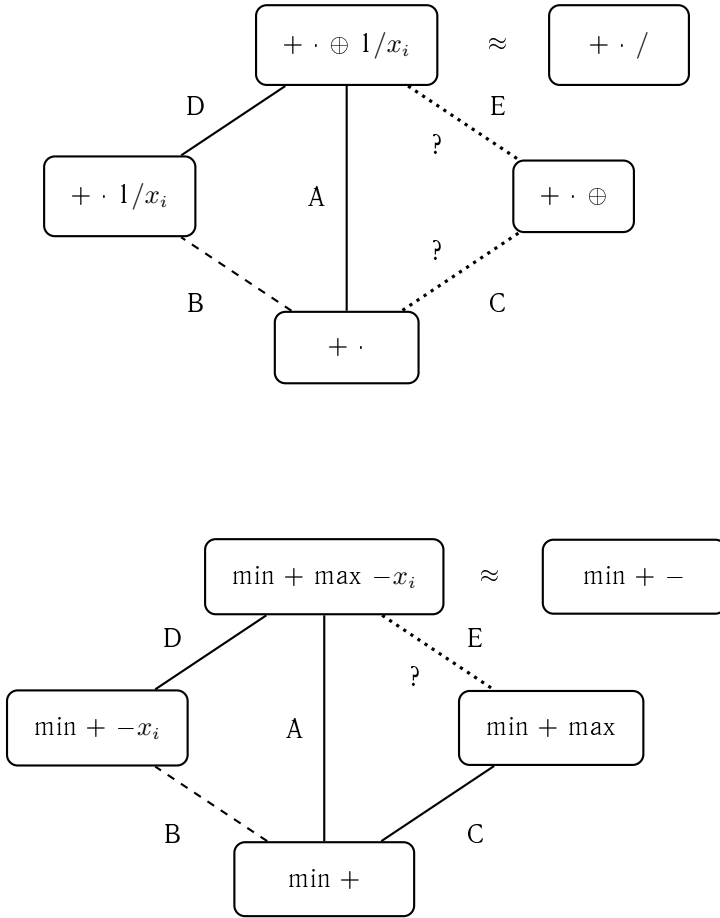 + · ⊕ 1/xᵢ ≈ + · /
D E
?
+ · 1/xᵢ A + · ⊕
?
B C
+ ·
min + max −xᵢ ≈ min + −
D E
?
min + −xᵢ A min + max
B C
min +